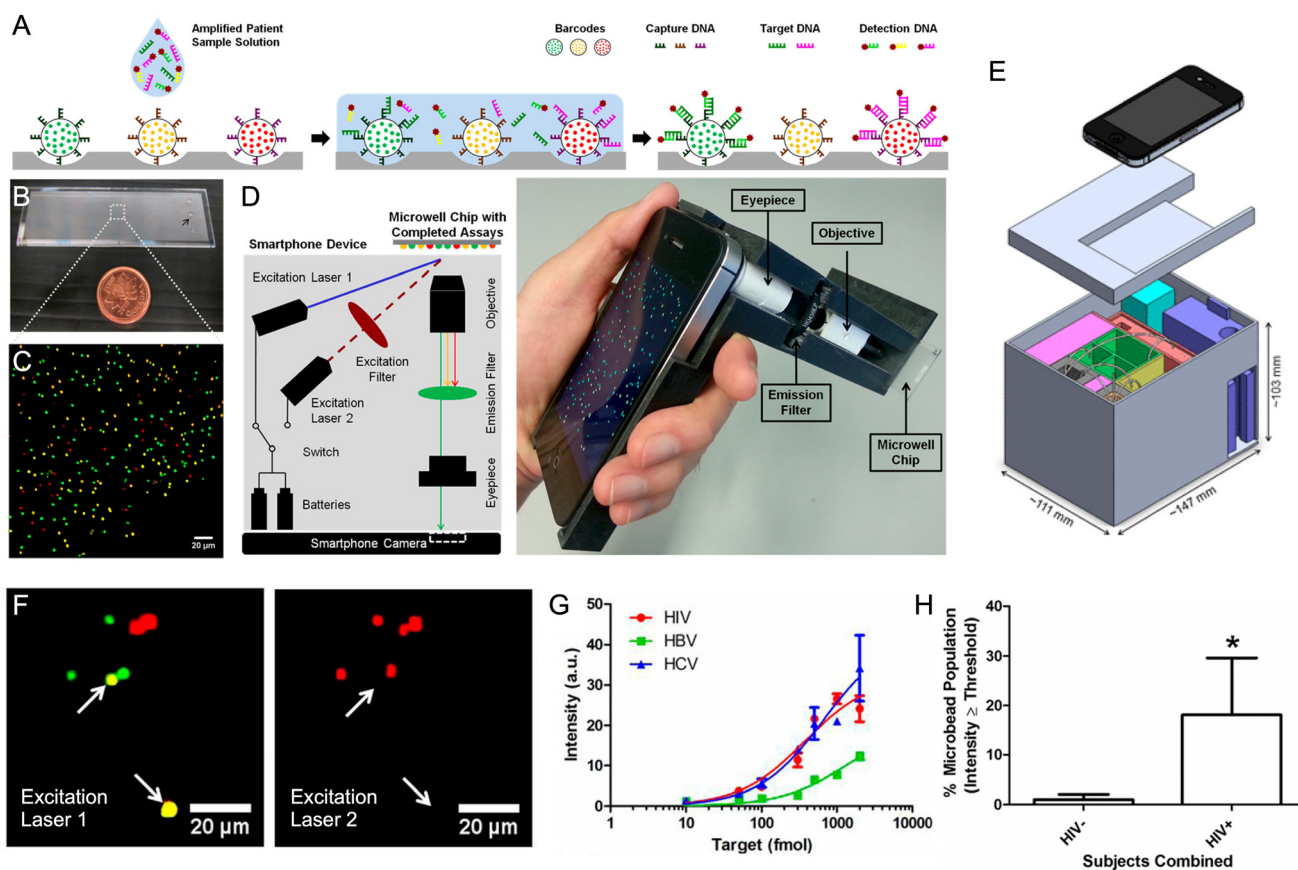 A
Amplified Patient
Sample Solution
Barcodes
Capture DNA
Target DNA
Detection DNA
B
C
20 µm
D
Microwell Chip with
Completed Assays
Smartphone Device
Excitation Laser 1
Excitation
Filter
Excitation
Laser 2
Switch
Batteries
Objective
Emission Filter
Eyepiece
Smartphone Camera
Eyepiece
Objective
Emission
Filter
Microwell
Chip
E
~103 mm
~111 mm
~147 mm
F
Excitation
Laser 1
20 µm
Excitation
Laser 2
20 µm
G
Intensity (a.u.)
50
40
30
20
10
0
HIV
HBV
HCV
1
10
100
1000
10000
Target (fmol)
H
% Microbead Population
(Intensity ≥ Threshold)
40
30
20
10
0
*
HIV-
HIV+
Subjects Combined